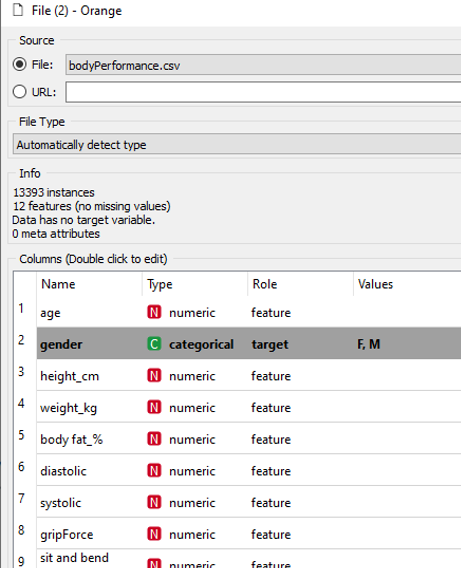 File (2) - Orange
Source
File: bodyPerformance.csv
URL:
File Type
Automatically detect type
Info
13393 instances
12 features (no missing values)
Data has no target variable.
0 meta attributes
Columns (Double click to edit)
Name Type Role Values
1 age N numeric feature
2 gender C categorical target F, M
3 height_cm N numeric feature
4 weight_kg N numeric feature
5 body fat_% N numeric feature
6 diastolic N numeric feature
7 systolic N numeric feature
8 gripForce N numeric feature
9 sit and bend N numeric feature